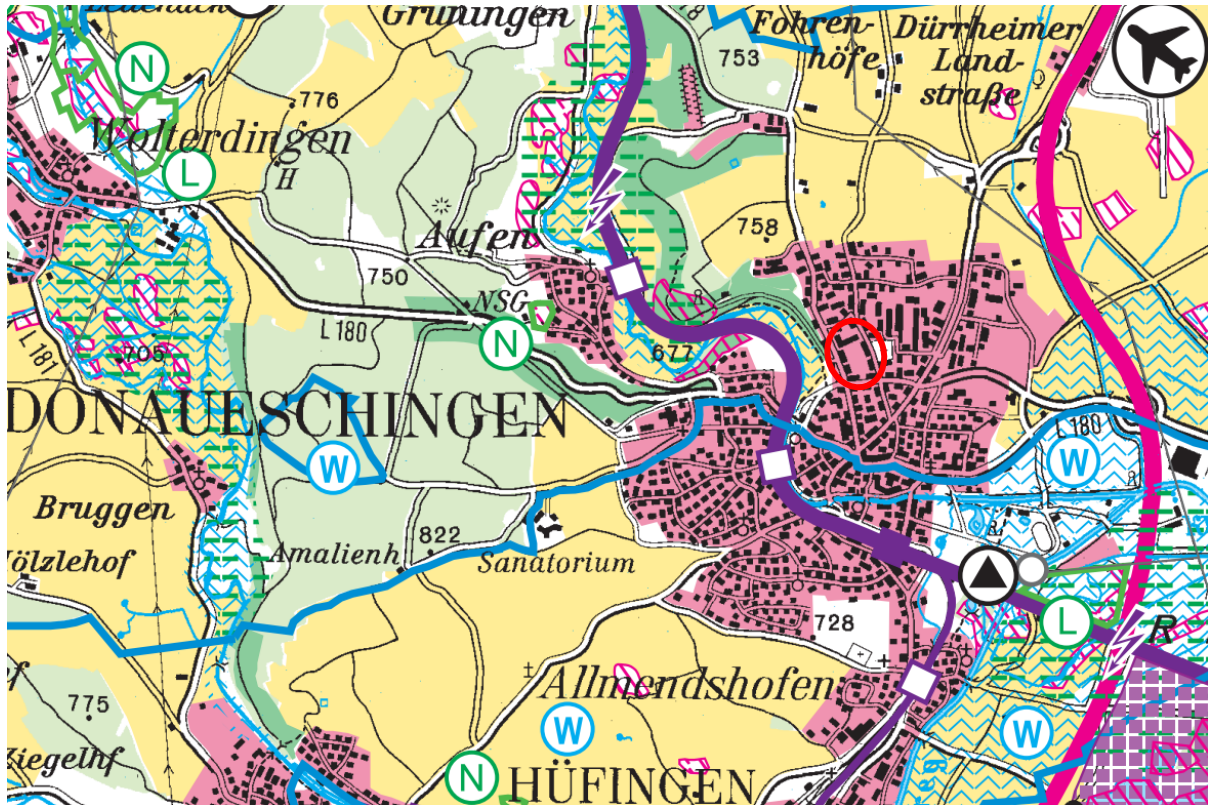 Grüningen
Fohren-
höfe
Dürrheimer
Land-
straße
753
N
776
Wolterdingen
L
H
758
Aufen
750
NSG
L 180
N
677
L 181
705
DONAUESCHINGEN
L 180
W
W
Bruggen
822
Amalienh
Sanatorium
ölzlehof
L
R
728
Allmendshofen
775
W
W
Ziegelhf
N
HÜFINGEN